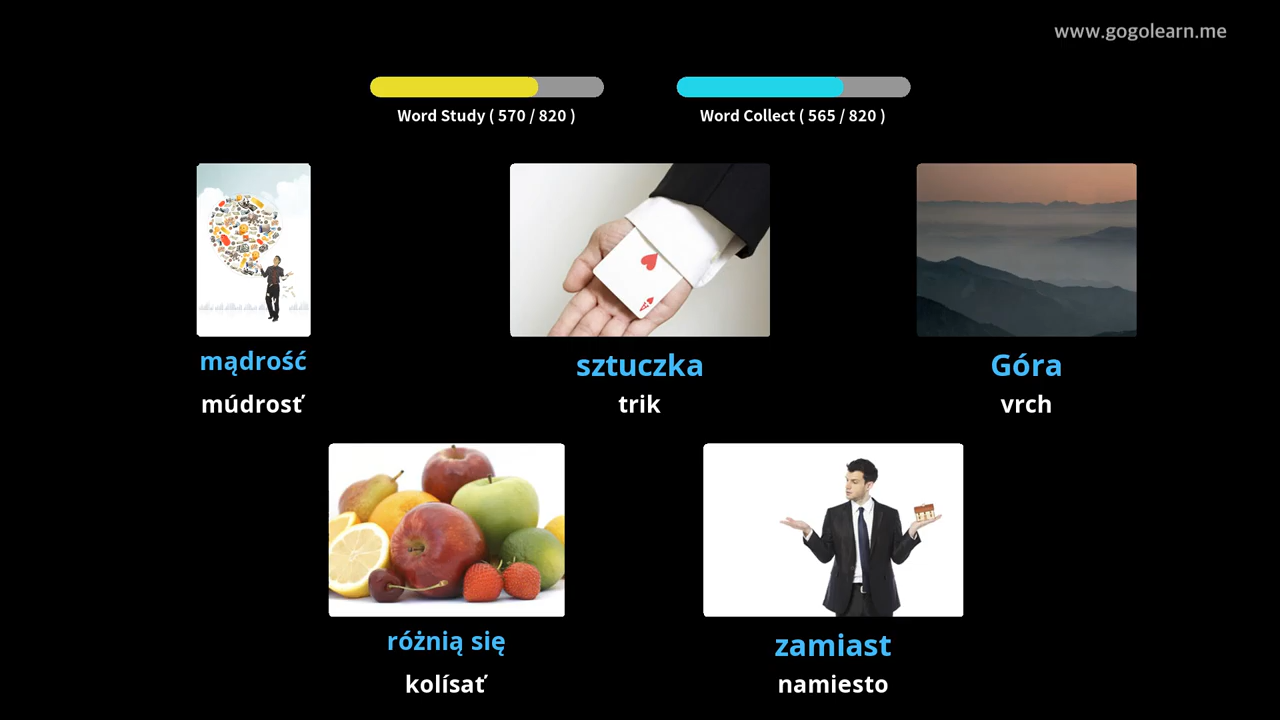 www.gogolearn.me
Word Study ( 570 / 820 )
Word Collect ( 565 / 820 )
mądrość
múdrosť
sztuczka
trik
Góra
vrch
różnią się
kolísať
zamiast
namiesto